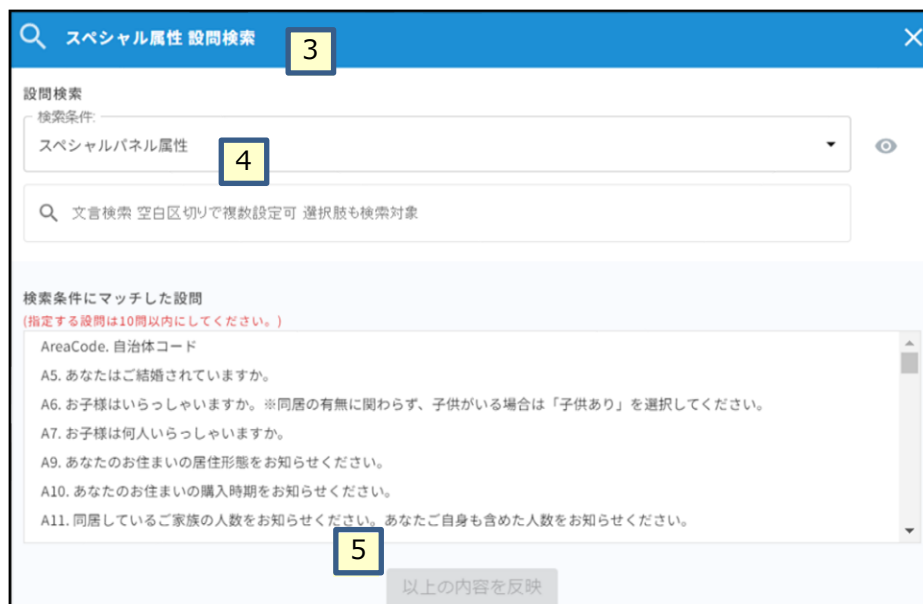 スペシャル属性 設問検索
3
設問検索
検索条件:
スペシャルパネル属性
4
文言検索 空白区切りで複数設定可 選択肢も検索対象
検索条件にマッチした設問
(指定する設問は10問以内にしてください。)
AreaCode. 自治体コード
A5. あなたはご結婚されていますか。
A6. お子様はいらっしゃいますか。※同居の有無に関わらず、子供がいる場合は「子供あり」を選択してください。
A7. お子様は何人いらっしゃいますか。
A9. あなたのお住まいの居住形態をお知らせください。
A10. あなたのお住まいの購入時期をお知らせください。
A11. 同居しているご家族の人数をお知らせください。あなたご自身も含めた人数をお知らせください。
5
以上の内容を反映